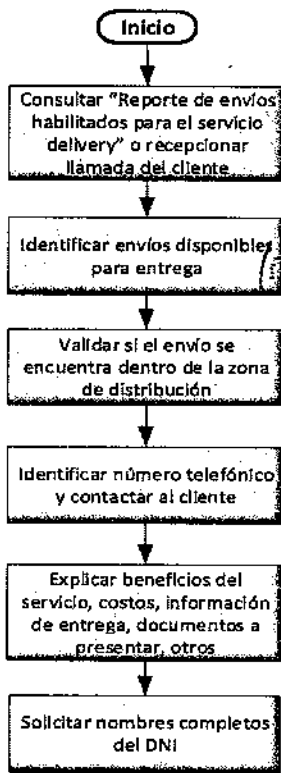 Inicio
Consultar "Reporte de envíos
habilitados para el servicio
delivery" o recepcionar
llamada del cliente
Identificar envíos disponibles
para entrega
Validar si el envío se
encuentra dentro de la zona
de distribución
Identificar número telefónico
y contactar al cliente
Explicar beneficios del
servicio, costos, información
de entrega, documentos a
presentar, otros
Solicitar nombres completos
del DNI